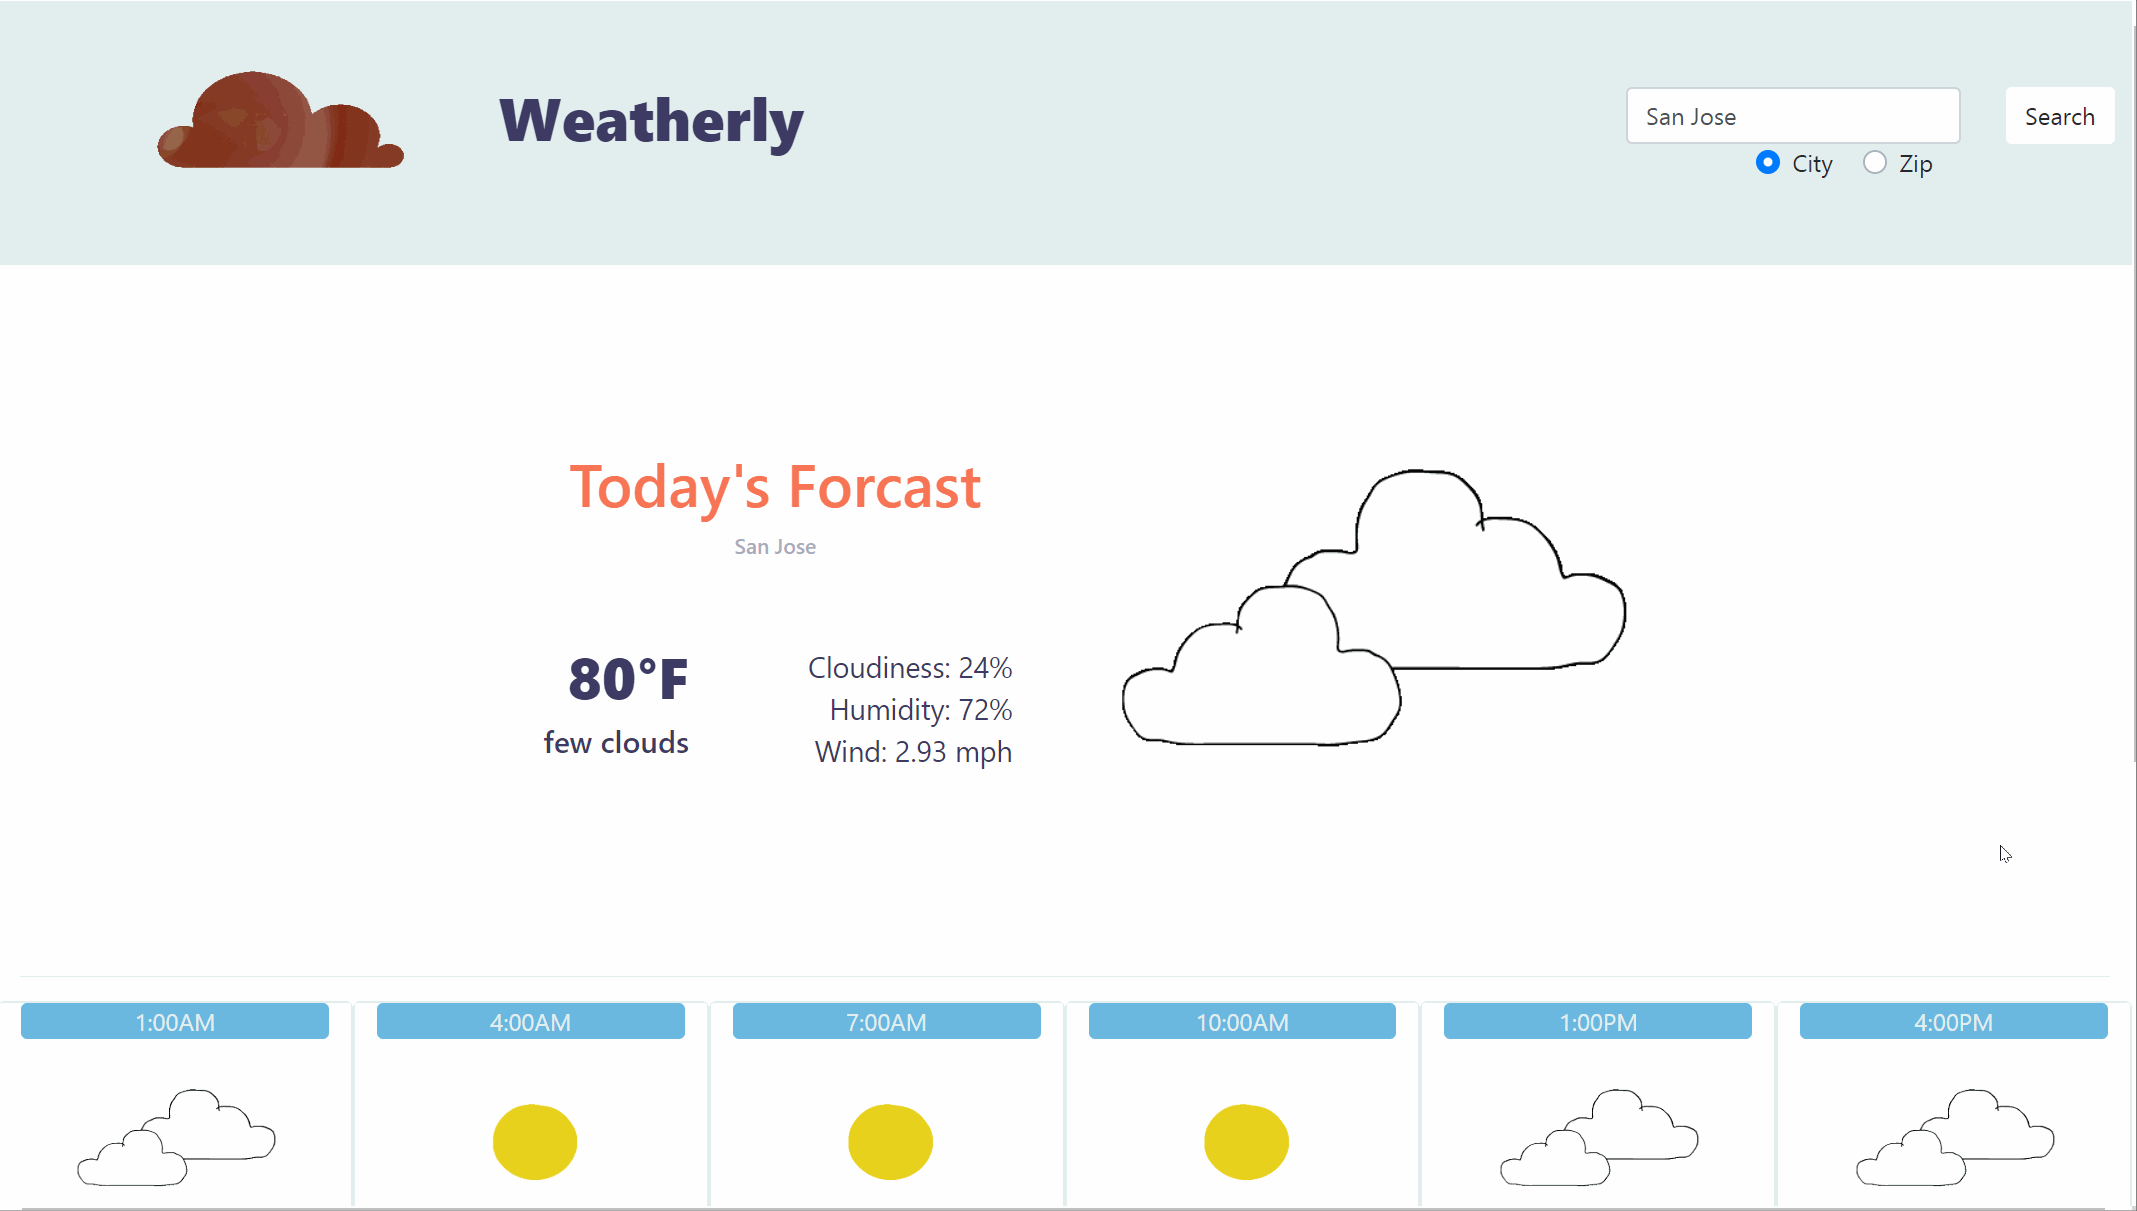 Weatherly
San Jose
Search
City
Zip
Today's Forcast
San Jose
80°F
few clouds
Cloudiness: 24%
Humidity: 72%
Wind: 2.93 mph
1:00AM
4:00AM
7:00AM
10:00AM
1:00PM
4:00PM